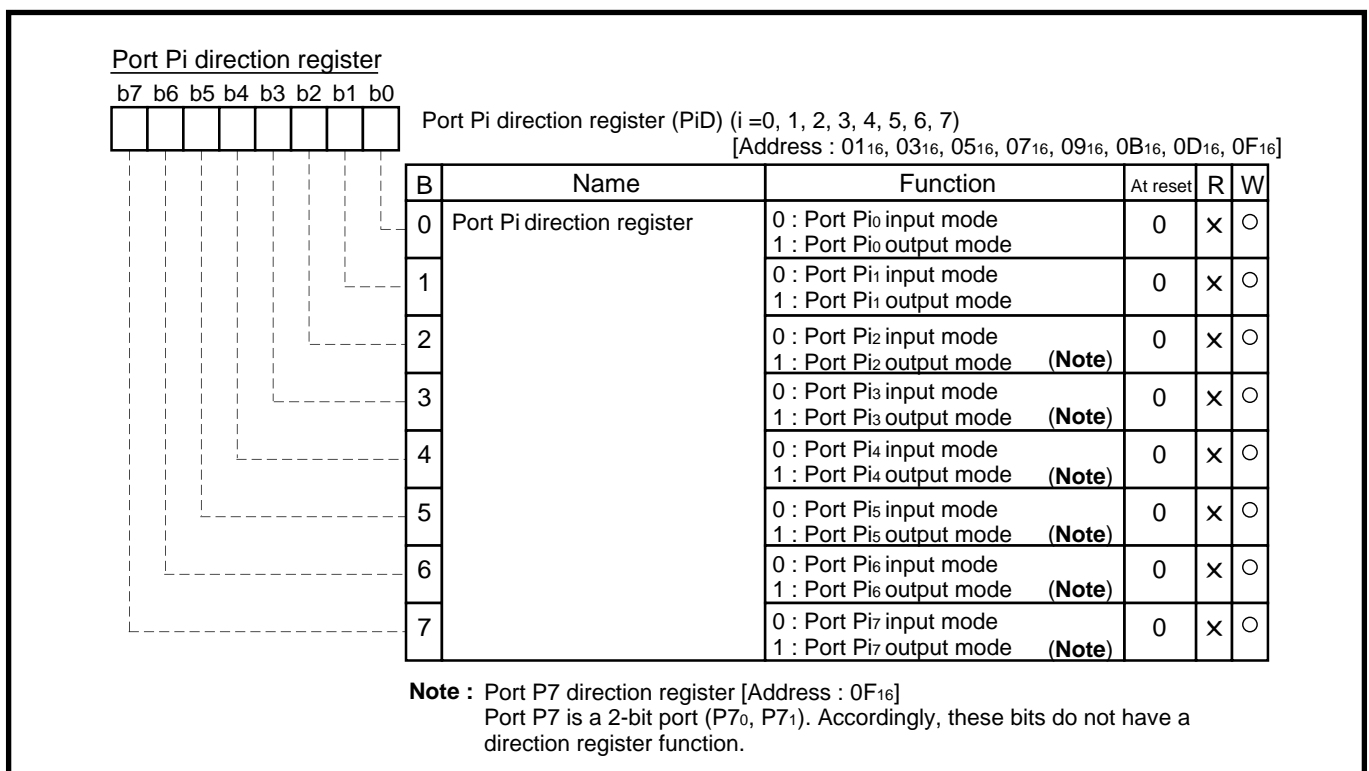 Port Pi direction register
b7 b6 b5 b4 b3 b2 b1 b0
Port Pi direction register (PiD) (i =0, 1, 2, 3, 4, 5, 6, 7)
[Address : 01₁₆, 03₁₆, 05₁₆, 07₁₆, 09₁₆, 0B₁₆, 0D₁₆, 0F₁₆]
B Name Function At reset R W
0 Port Pi direction register 0 : Port Pi₀ input mode 0 × ○
1 : Port Pi₀ output mode
1 0 : Port Pi₁ input mode 0 × ○
1 : Port Pi₁ output mode
2 0 : Port Pi₂ input mode 0 × ○
1 : Port Pi₂ output mode (Note)
3 0 : Port Pi₃ input mode 0 × ○
1 : Port Pi₃ output mode (Note)
4 0 : Port Pi₄ input mode 0 × ○
1 : Port Pi₄ output mode (Note)
5 0 : Port Pi₅ input mode 0 × ○
1 : Port Pi₅ output mode (Note)
6 0 : Port Pi₆ input mode 0 × ○
1 : Port Pi₆ output mode (Note)
7 0 : Port Pi₇ input mode 0 × ○
1 : Port Pi₇ output mode (Note)
Note : Port P7 direction register [Address : 0F₁₆]
Port P7 is a 2-bit port (P7₀, P7₁). Accordingly, these bits do not have a
direction register function.